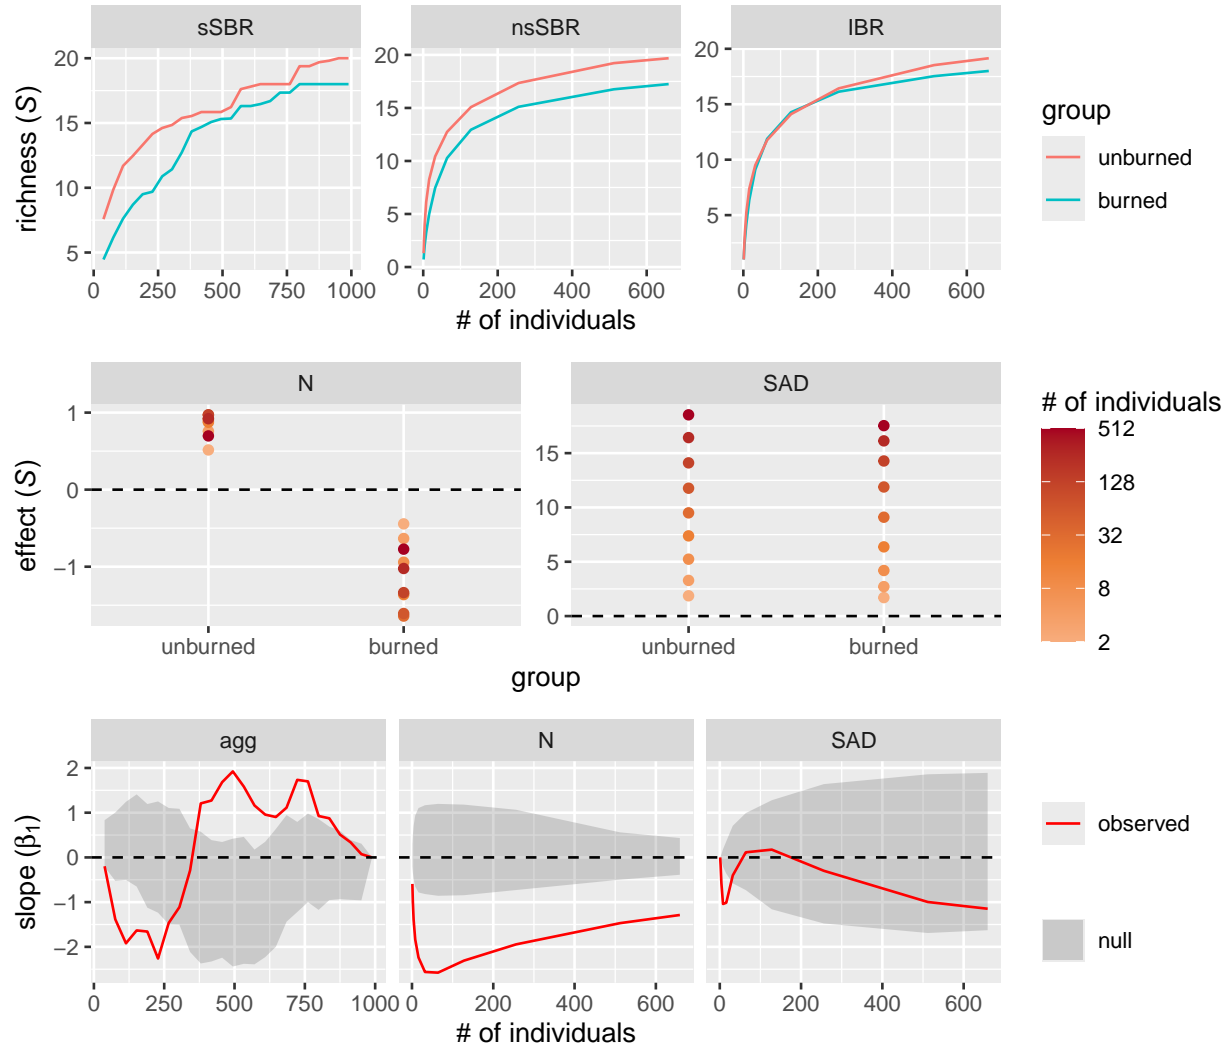 sSBR nsSBR IBR
richness (S)
20
15
10
5
0 250 500 750 1000
20
15
10
5
0
0 200 400 600
20
15
10
5
0 200 400 600
# of individuals
group
unburned
burned
N SAD
effect (S)
1
0
−1
unburned burned
15
10
5
0
unburned burned
group
# of individuals
512
128
32
8
2
agg N SAD
slope (β1)
2
1
0
−1
−2
0 250 500 750 1000
0 200 400 600
0 200 400 600
# of individuals
observed
null